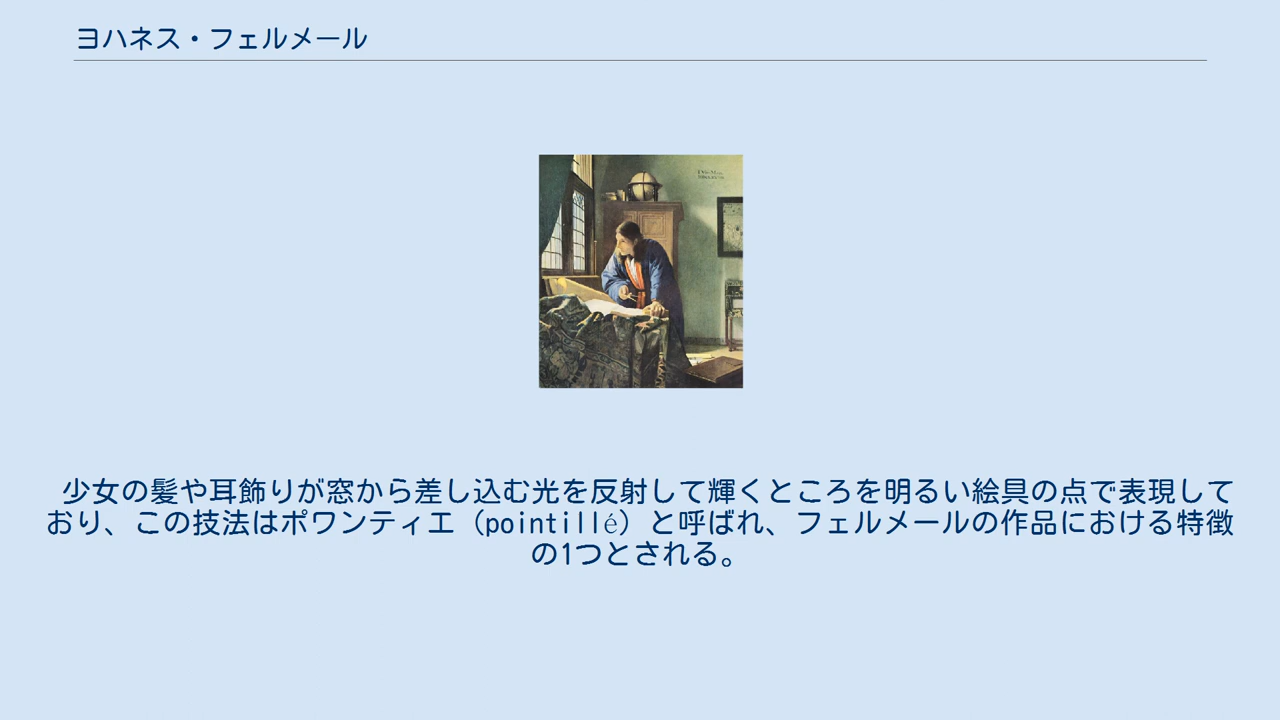 ヨハネス・フェルメール
少女の髪や耳飾りが窓から差し込む光を反射して輝くところを明るい絵具の点で表現して
おり、この技法はポワンティエ（pointillé）と呼ばれ、フェルメールの作品における特徴
の1つとされる。